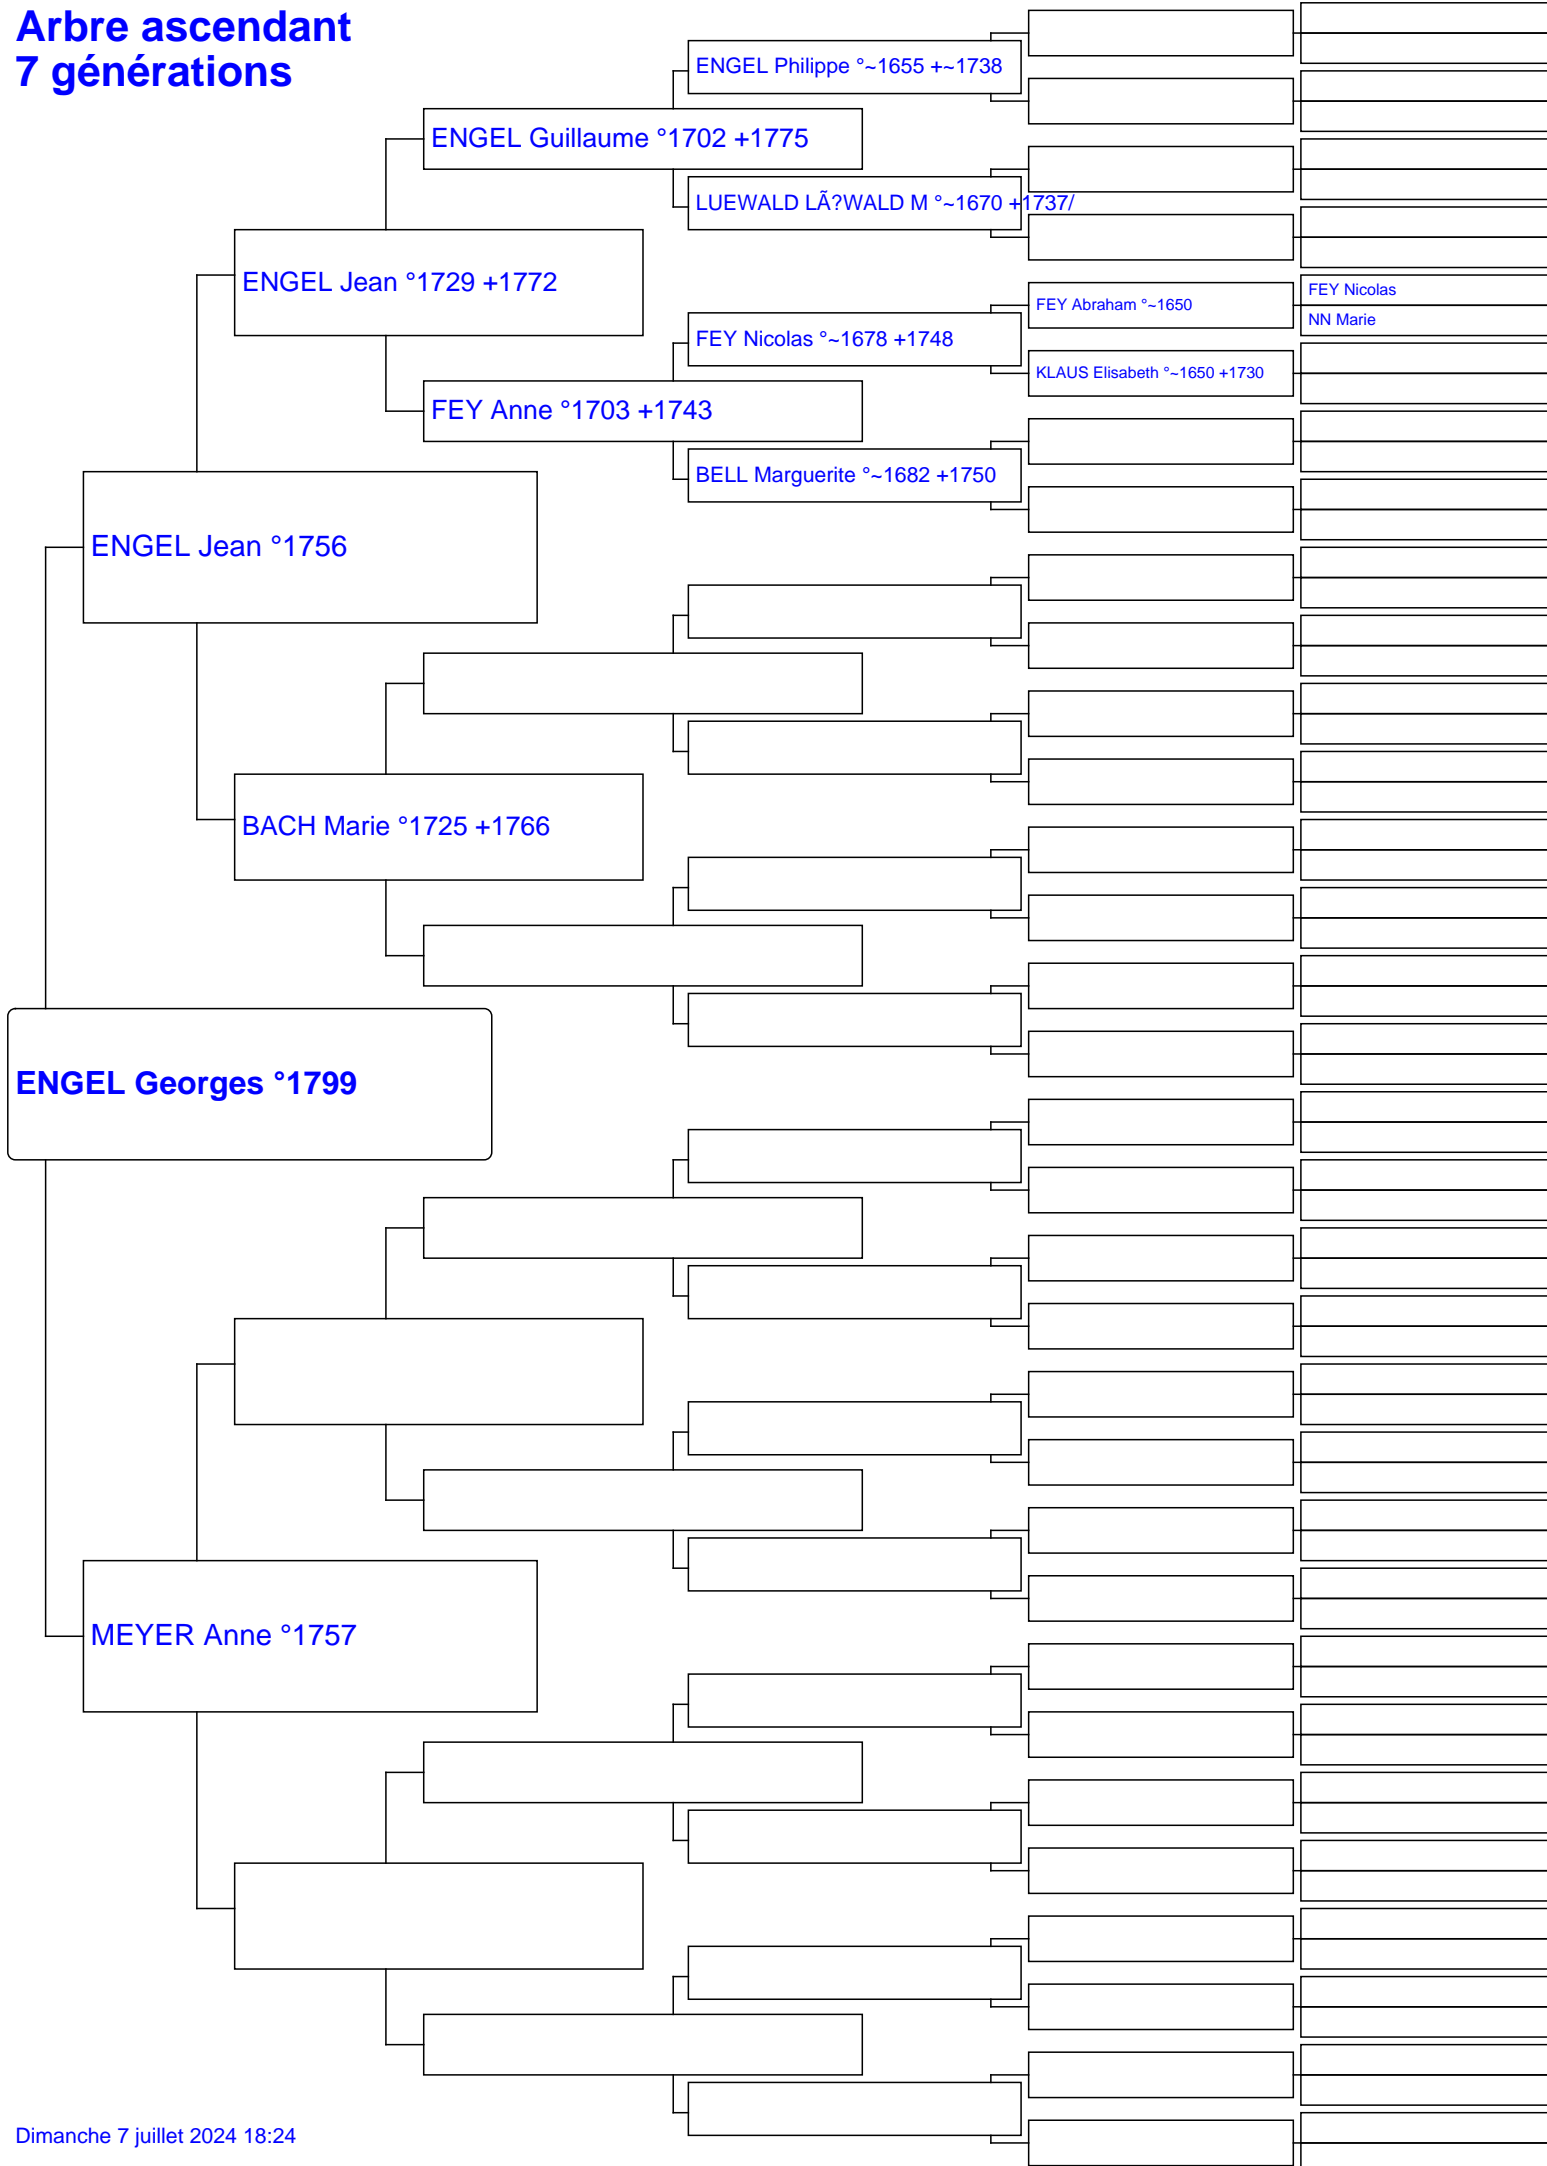 Arbre ascendant
7 générations
ENGEL Philippe °~1655 +~1738
ENGEL Guillaume °1702 +1775
LUEWALD LÃ?WALD M °~1670 +1737/
ENGEL Jean °1729 +1772
FEY Abraham °~1650
FEY Nicolas
NN Marie
FEY Nicolas °~1678 +1748
KLAUS Elisabeth °~1650 +1730
FEY Anne °1703 +1743
BELL Marguerite °~1682 +1750
ENGEL Jean °1756
BACH Marie °1725 +1766
ENGEL Georges °1799
MEYER Anne °1757
Dimanche 7 juillet 2024 18:24